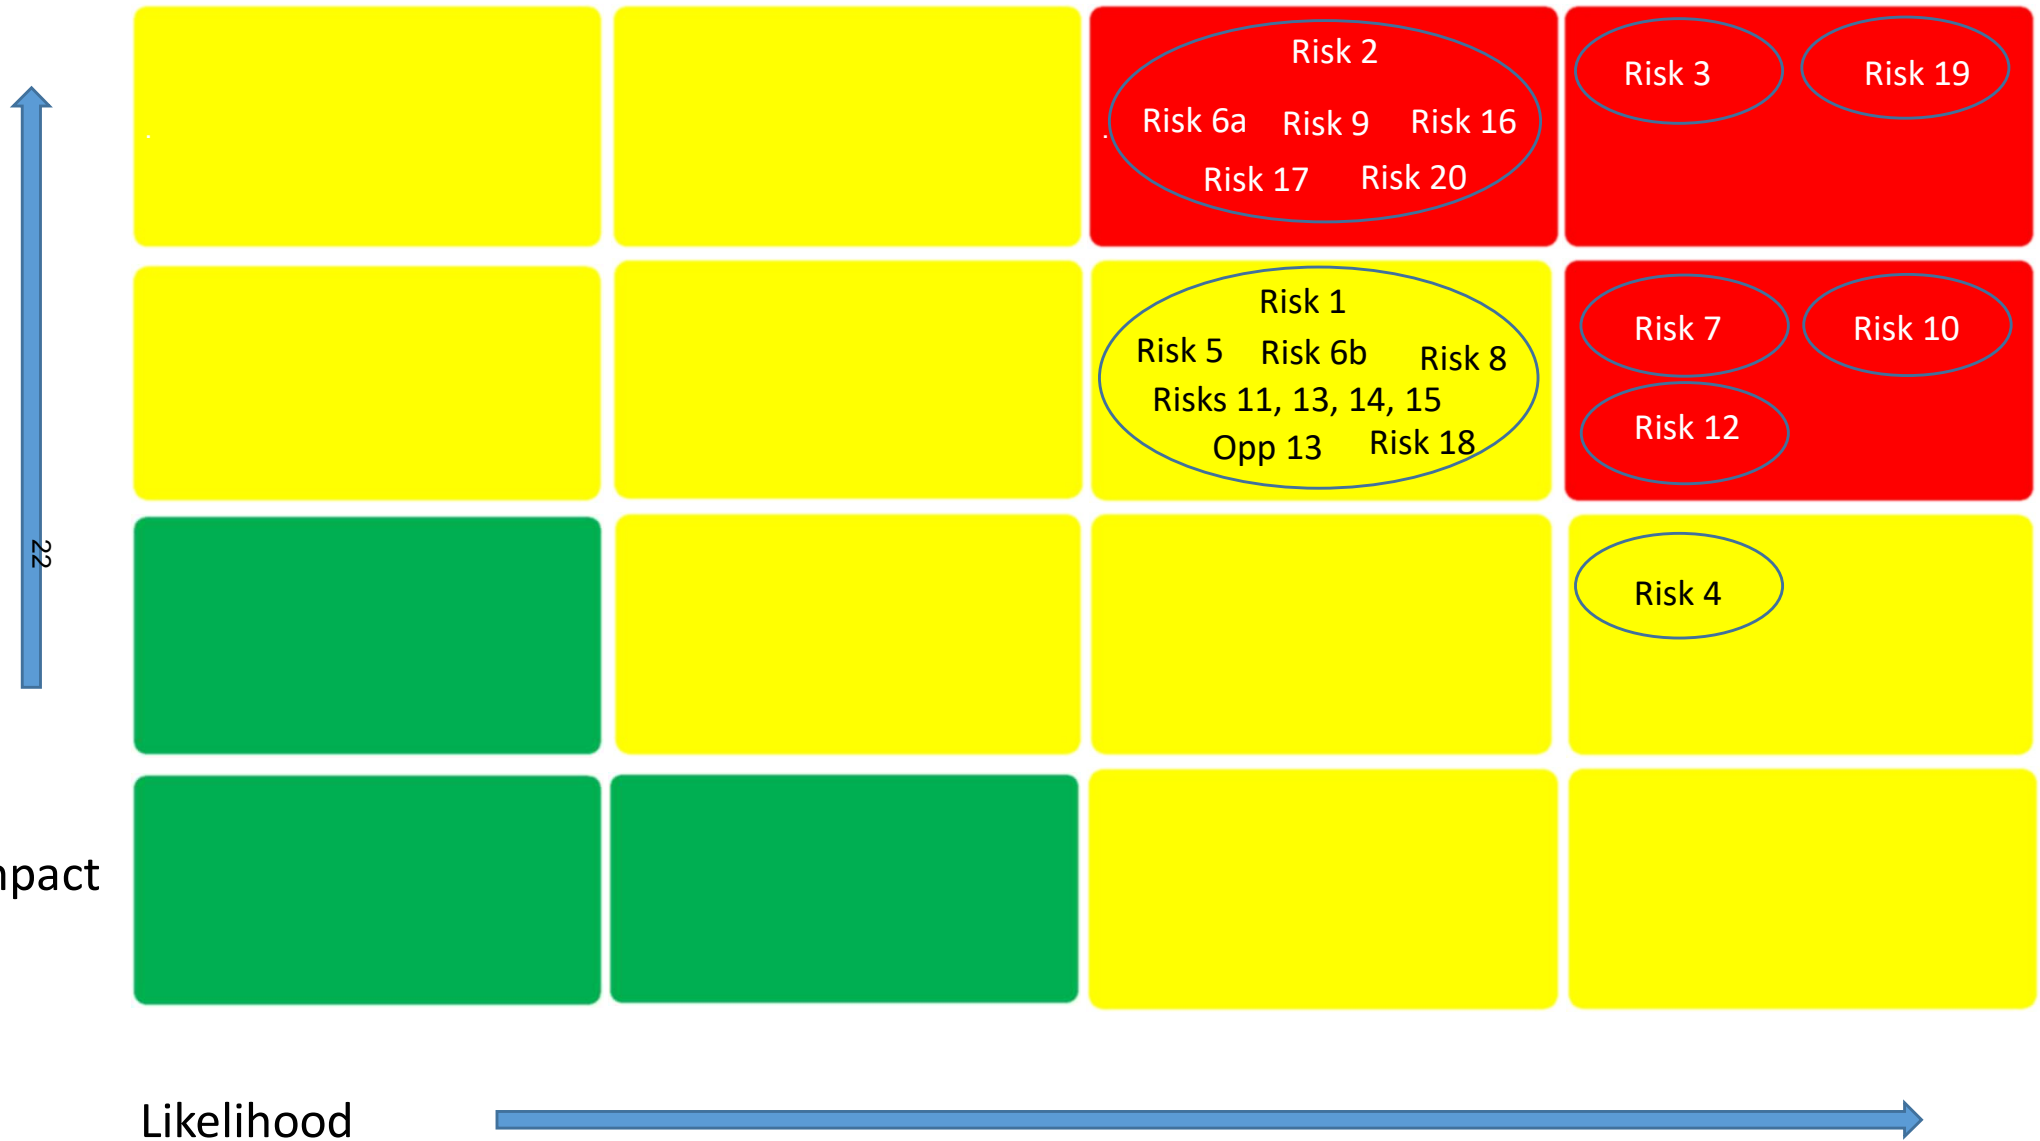 Risk 2
Risk 3
Risk 19
Risk 6a
Risk 9
Risk 16
Risk 17
Risk 20
Risk 1
Risk 5
Risk 6b
Risk 8
Risks 11, 13, 14, 15
Opp 13
Risk 18
Risk 7
Risk 10
Risk 12
22
Risk 4
mpact
Likelihood